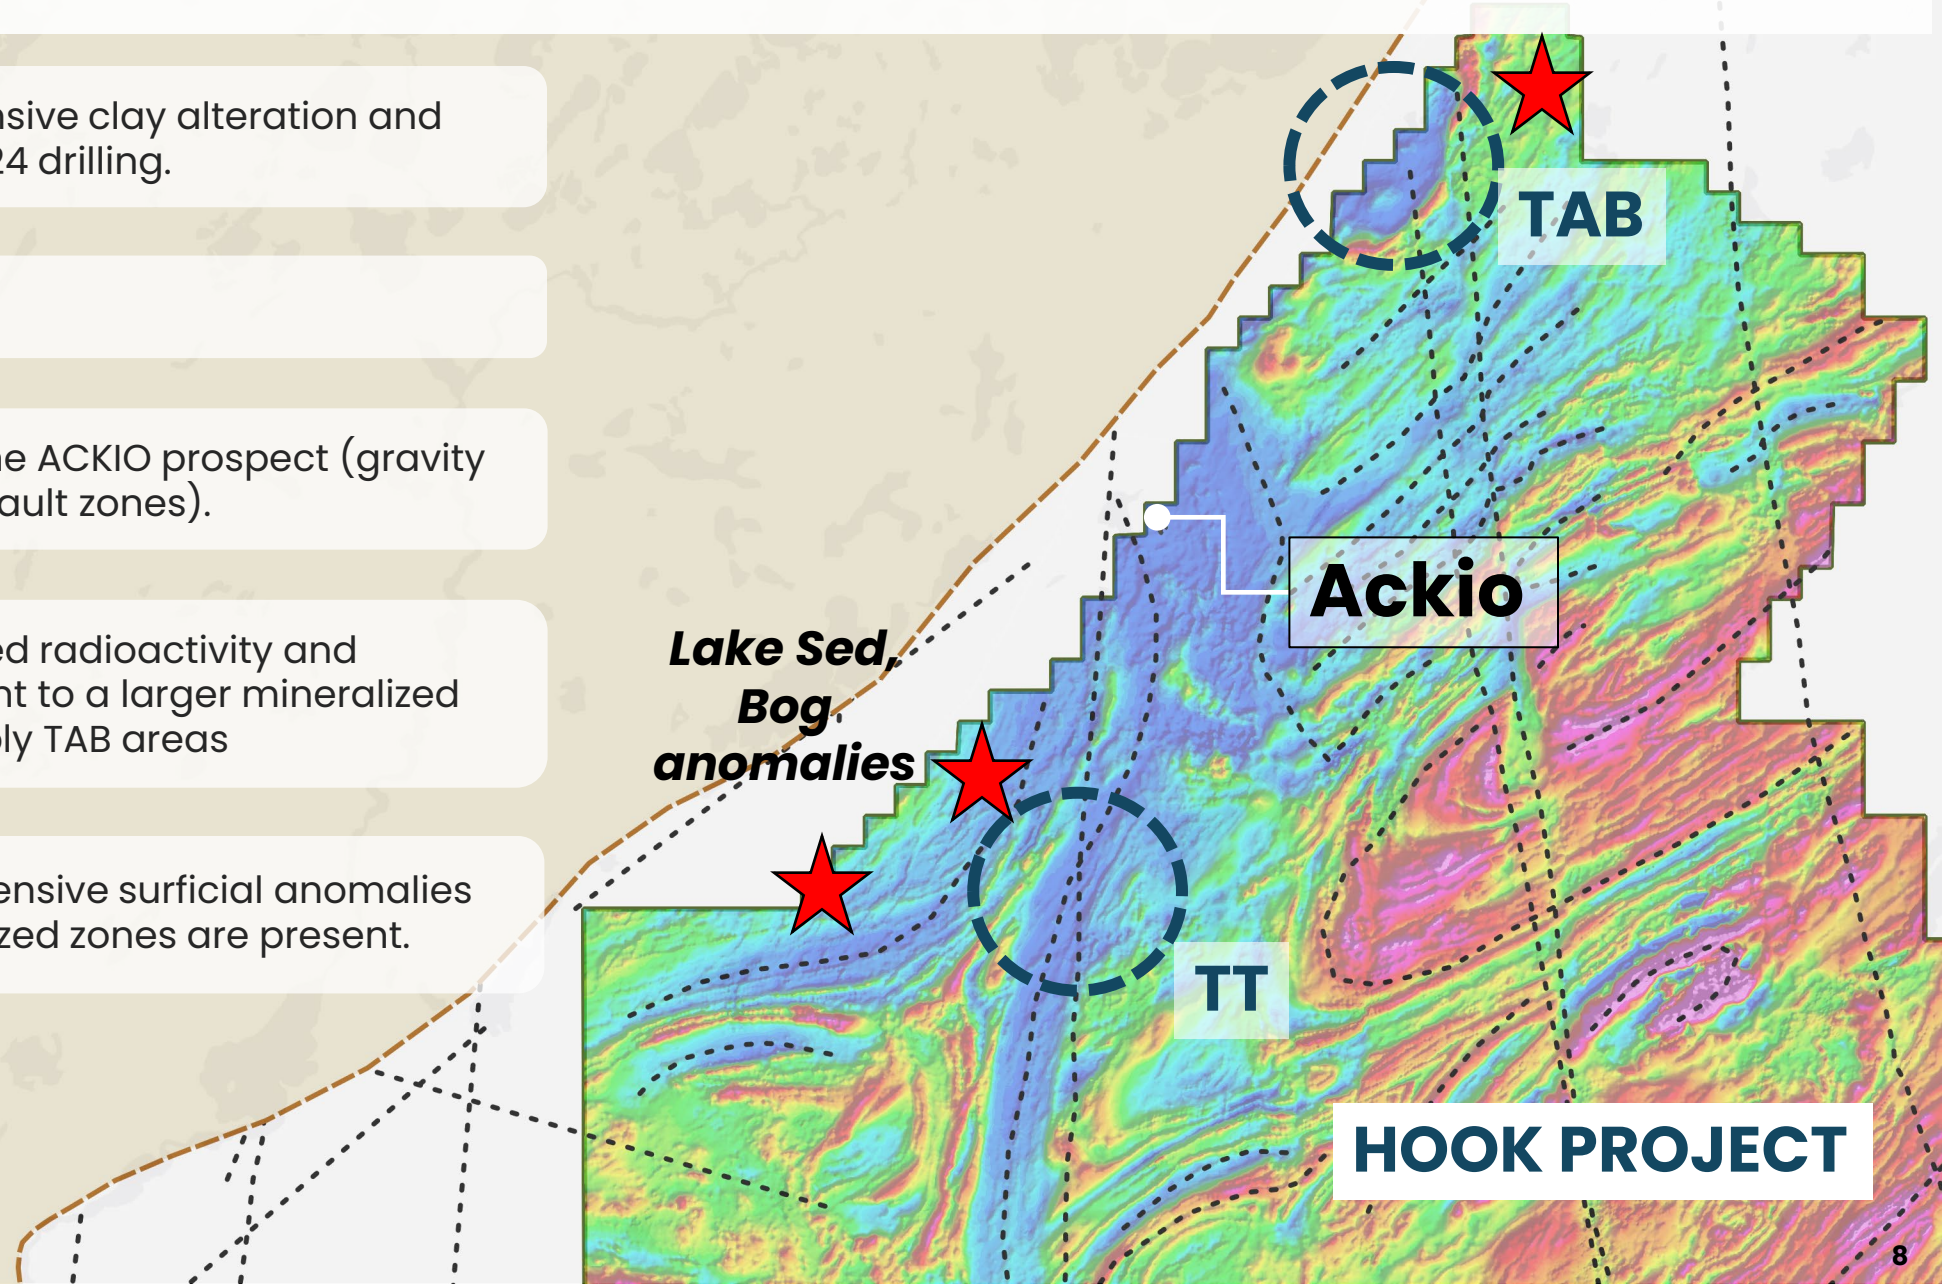 nsive clay alteration and
24 drilling.
ne ACKIO prospect (gravity
ault zones).
ed radioactivity and
nt to a larger mineralized
ly TAB areas
ensive surficial anomalies
zed zones are present.
TAB
Ackio
Lake Sed,
Bog
anomalies
TT
HOOK PROJECT
8